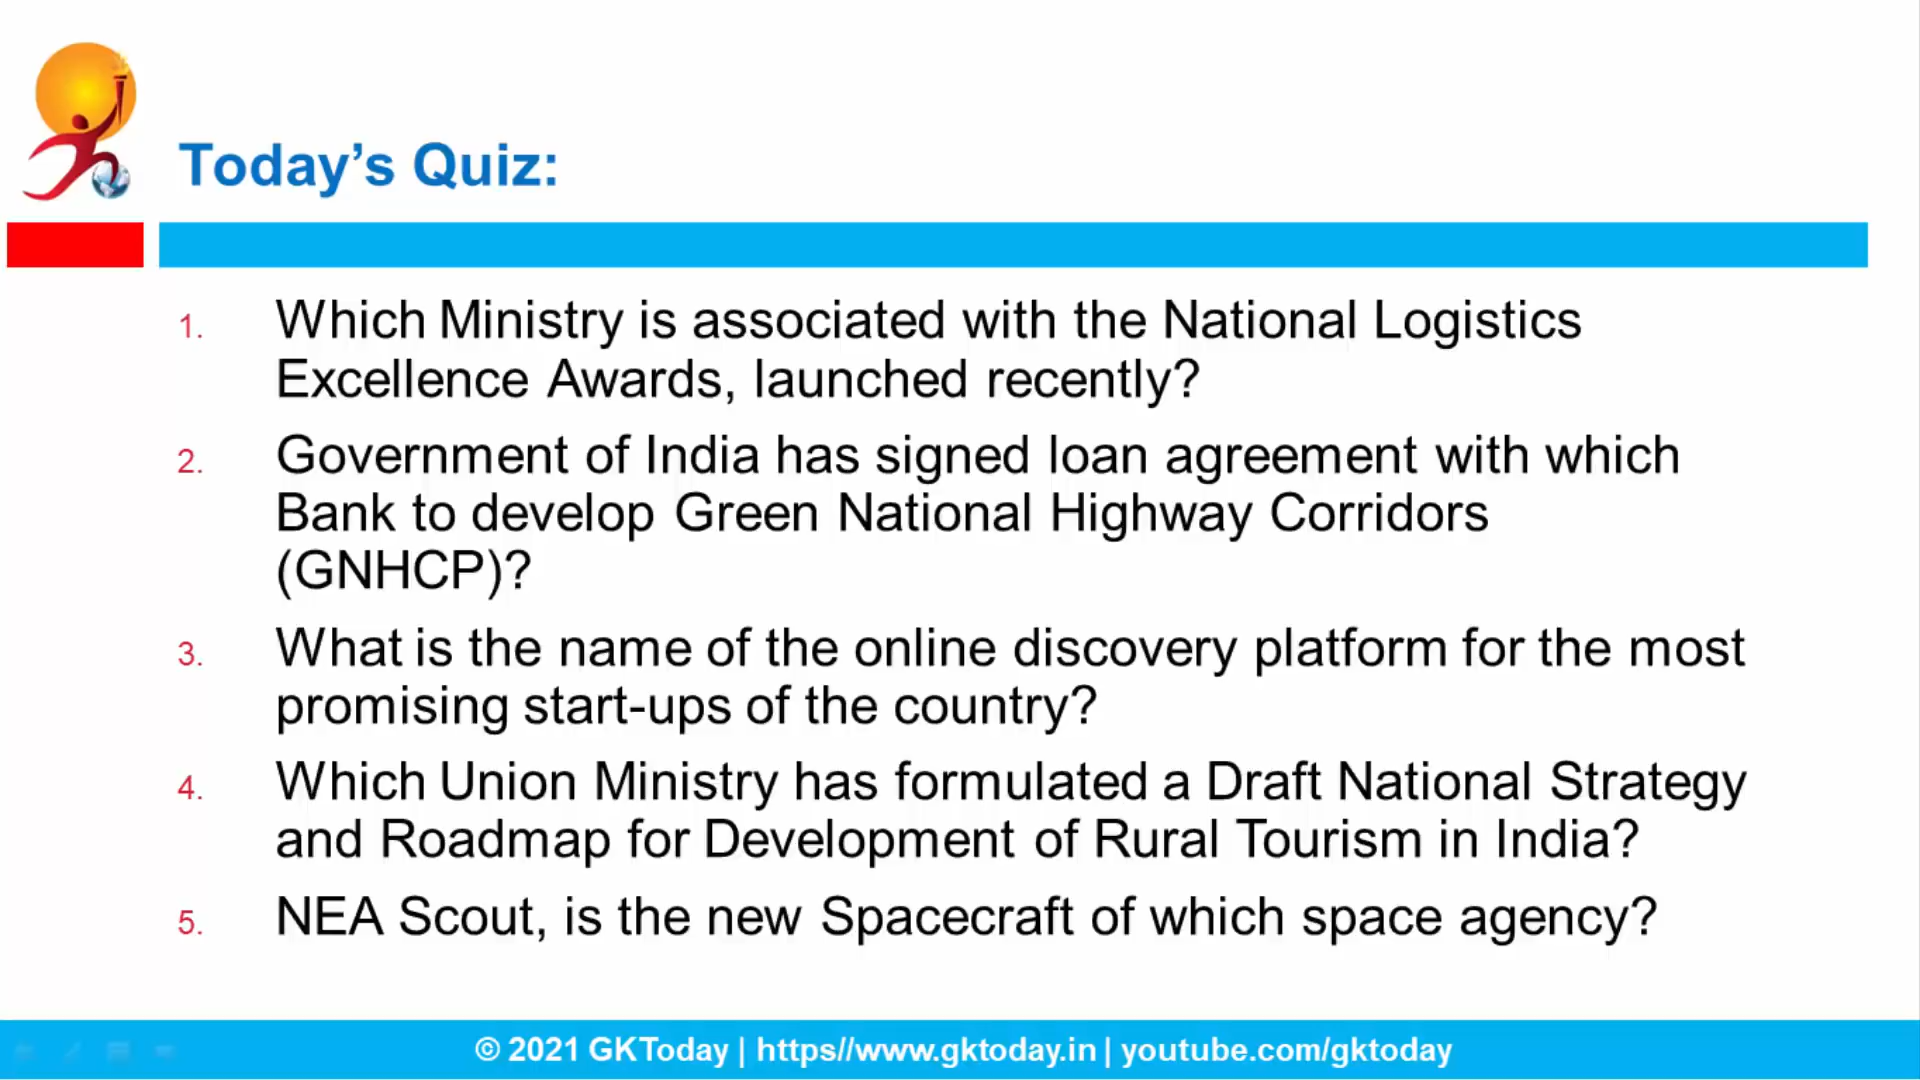 Today’s Quiz:
1. Which Ministry is associated with the National Logistics
Excellence Awards, launched recently?
2. Government of India has signed loan agreement with which
Bank to develop Green National Highway Corridors
(GNHCP)?
3. What is the name of the online discovery platform for the most
promising start-ups of the country?
4. Which Union Ministry has formulated a Draft National Strategy
and Roadmap for Development of Rural Tourism in India?
5. NEA Scout, is the new Spacecraft of which space agency?
© 2021 GKToday | https//www.gktoday.in | youtube.com/gktoday